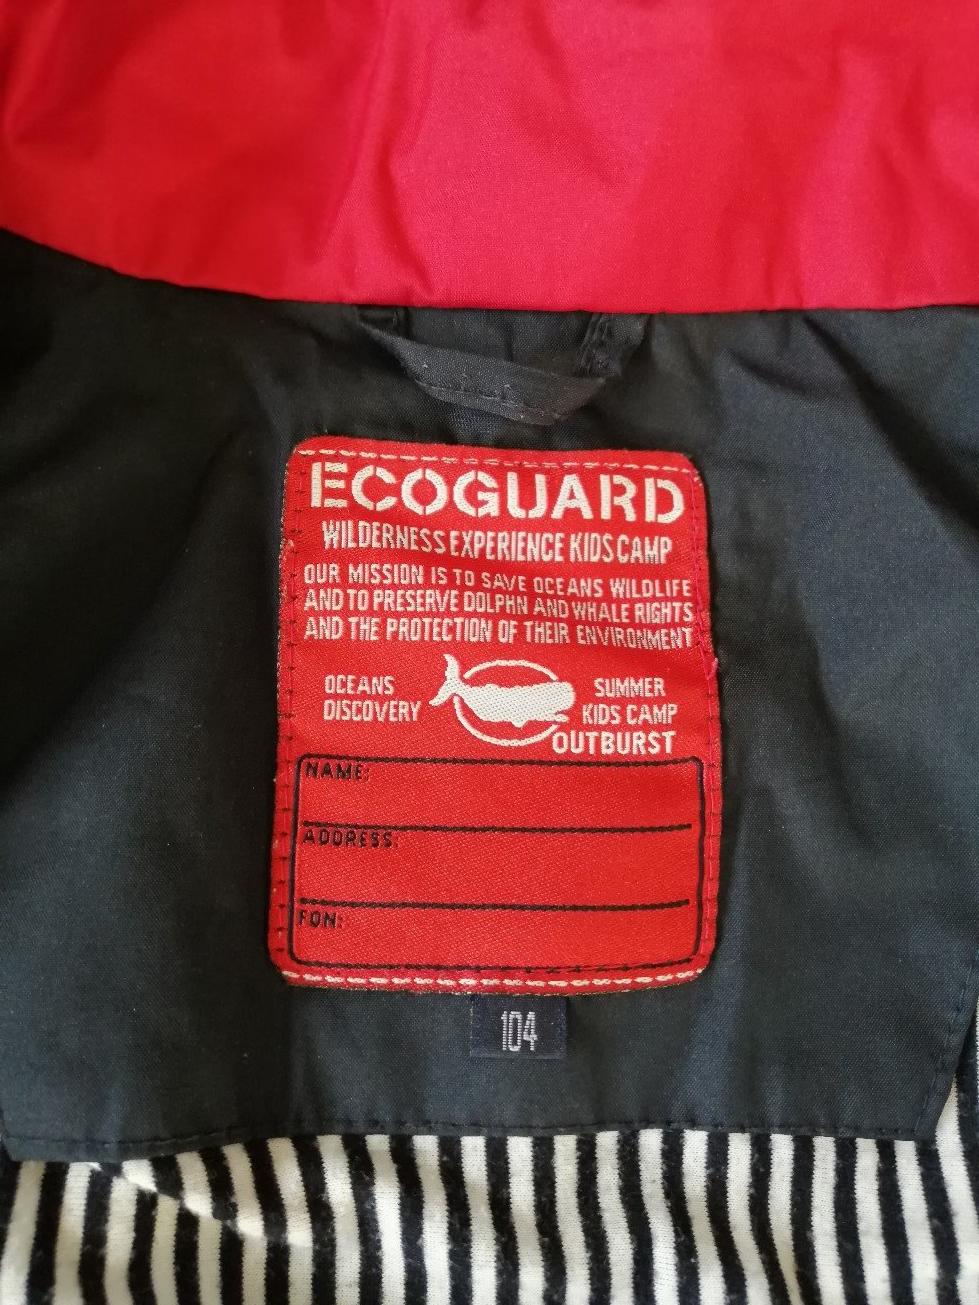 ECOGUARD
WILDERNESS EXPERIENCE KIDS CAMP
OUR MISSION IS TO SAVE OCEANS WILDLIFE
AND TO PRESERVE DOLPHN AND WHALE RIGHTS
AND THE PROTECTION OF THEIR ENVIRONMENT
OCEANS
DISCOVERY
SUMMER
KIDS CAMP
OUTBURST
NAME:
ADDRESS:
FON:
104